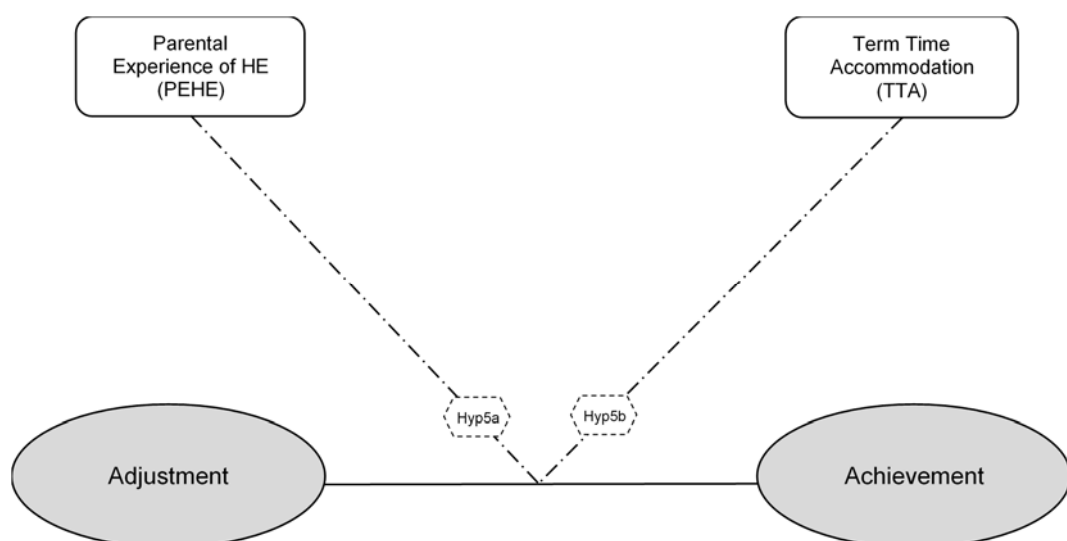 Parental
Experience of HE
(PEHE)
Term Time
Accommodation
(TTA)
Hyp5a
Hyp5b
Adjustment
Achievement